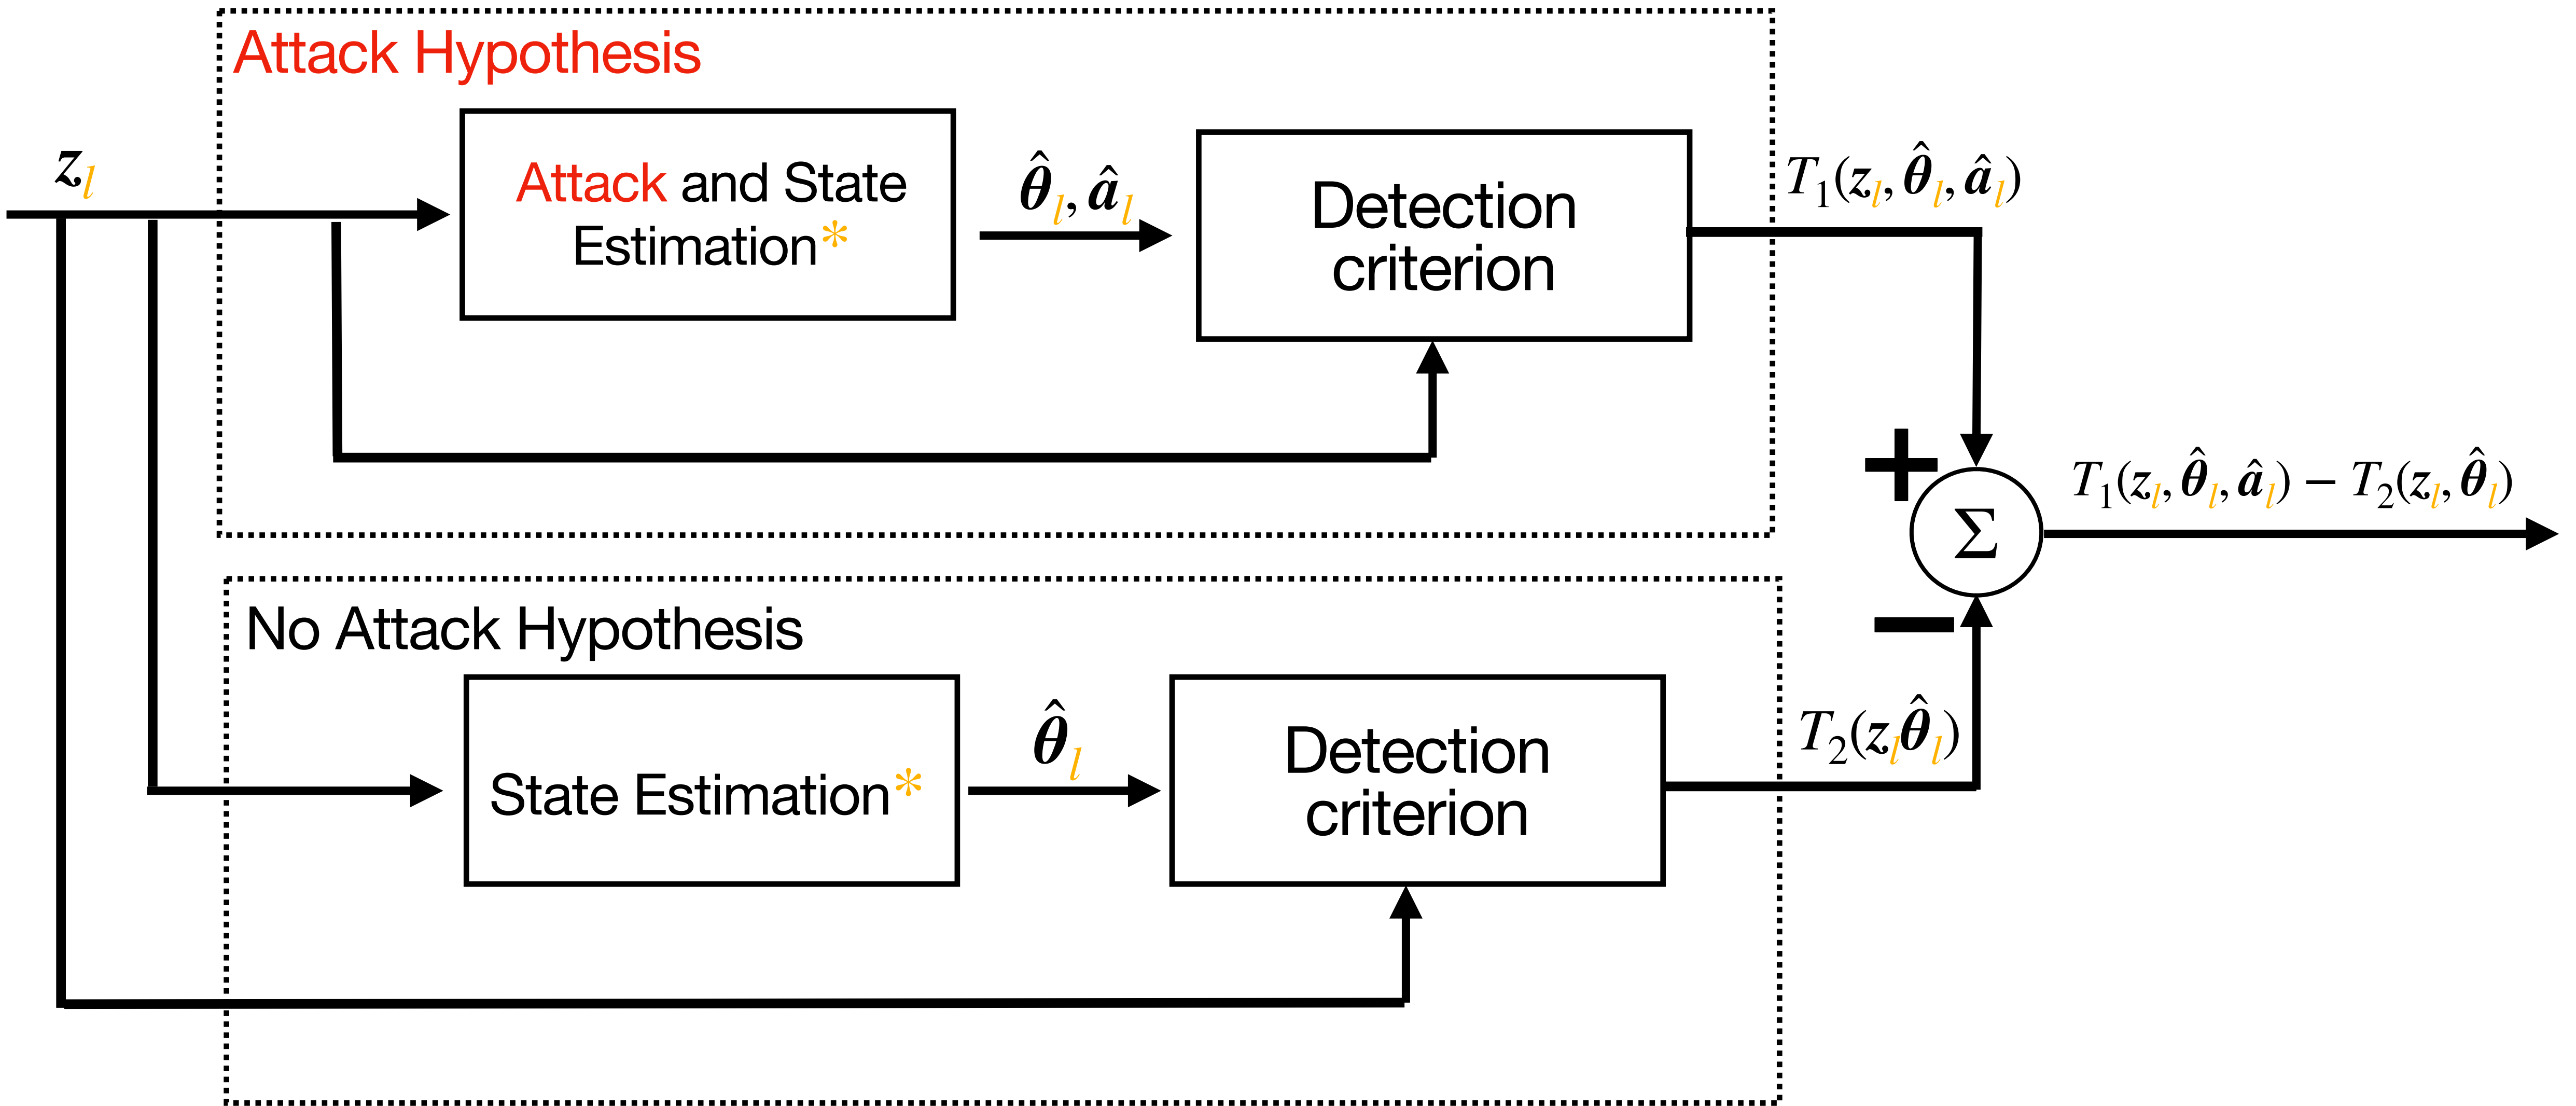 Attack Hypothesis
z_l
Attack and State
Estimation*
θ̂_l, â_l
Detection
criterion
T_1(z_l, θ̂_l, â_l)
+
Σ
T_1(z_l, θ̂_l, â_l) − T_2(z_l, θ̂_l)
−
No Attack Hypothesis
State Estimation*
θ̂_l
Detection
criterion
T_2(z_l θ̂_l)